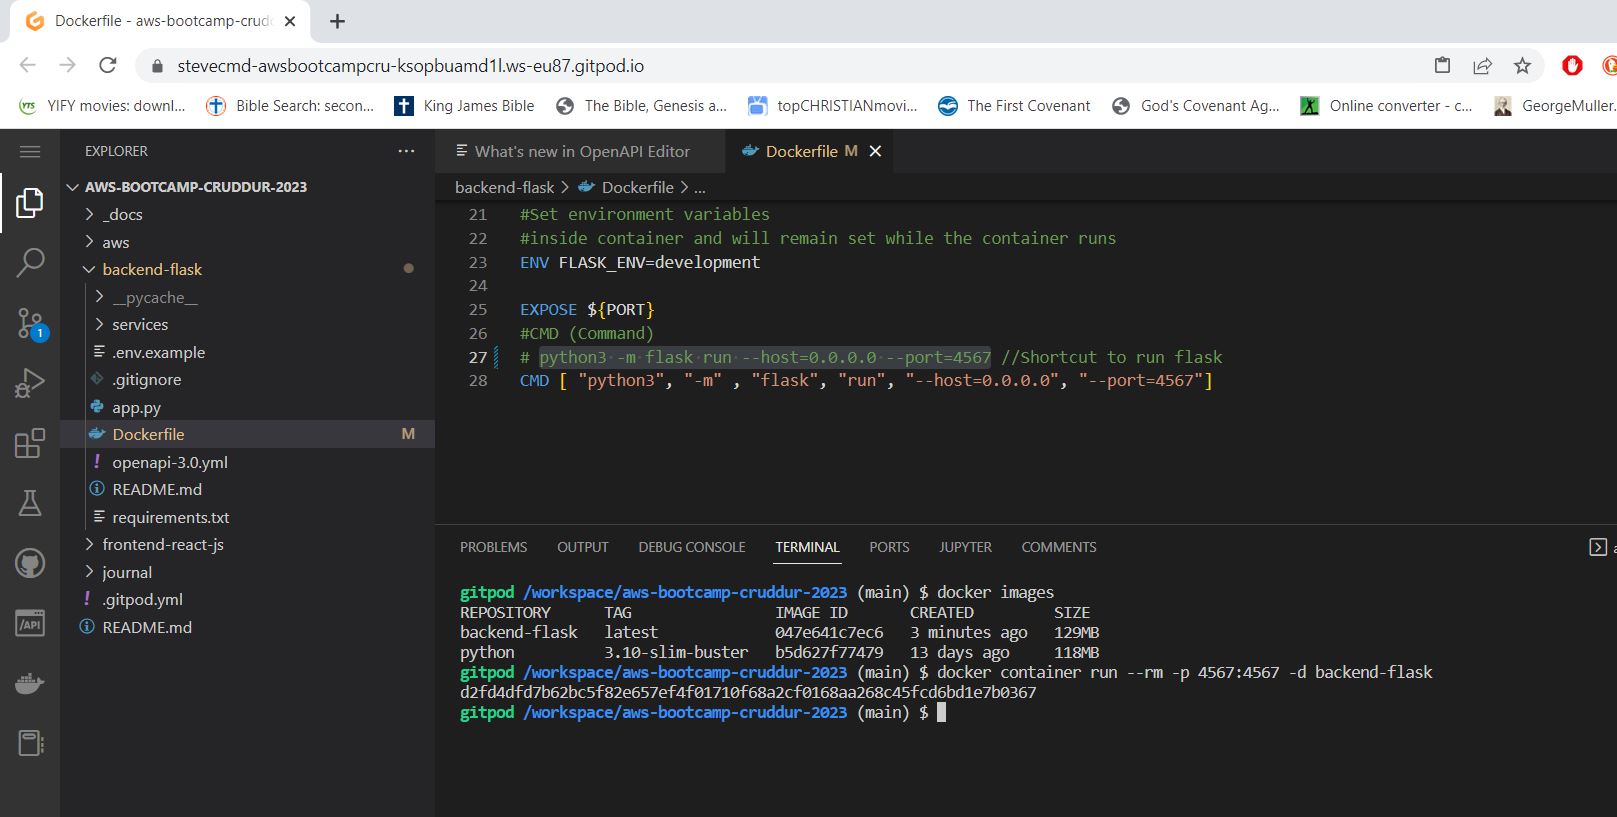 Dockerfile - aws-bootcamp-crudd
stevecmd-awsbootcampcru-ksopbuamd1l.ws-eu87.gitpod.io
YTS YIFY movies: downl... Bible Search: secon... King James Bible The Bible, Genesis a... topCHRISTIANmovi... The First Covenant God's Covenant Ag... Online converter - c... GeorgeMuller.
EXPLORER ...
What's new in OpenAPI Editor
Dockerfile M
AWS-BOOTCAMP-CRUDDUR-2023
_docs
aws
backend-flask
__pycache__
services
.env.example
.gitignore
app.py
Dockerfile M
! openapi-3.0.yml
README.md
requirements.txt
frontend-react-js
journal
! .gitpod.yml
README.md
1
/API
backend-flask > Dockerfile > ...
21 #Set environment variables
22 #inside container and will remain set while the container runs
23 ENV FLASK_ENV=development
24
25 EXPOSE ${PORT}
26 #CMD (Command)
27 # python3 -m flask run --host=0.0.0.0 --port=4567 //Shortcut to run flask
28 CMD [ "python3", "-m" , "flask", "run", "--host=0.0.0.0", "--port=4567"]
PROBLEMS OUTPUT DEBUG CONSOLE TERMINAL PORTS JUPYTER COMMENTS
gitpod /workspace/aws-bootcamp-cruddur-2023 (main) $ docker images
REPOSITORY TAG IMAGE ID CREATED SIZE
backend-flask latest 047e641c7ec6 3 minutes ago 129MB
python 3.10-slim-buster b5d627f77479 13 days ago 118MB
gitpod /workspace/aws-bootcamp-cruddur-2023 (main) $ docker container run --rm -p 4567:4567 -d backend-flask
d2fd4dfd7b62bc5f82e657ef4f01710f68a2cf0168aa268c45fcd6bd1e7b0367
gitpod /workspace/aws-bootcamp-cruddur-2023 (main) $